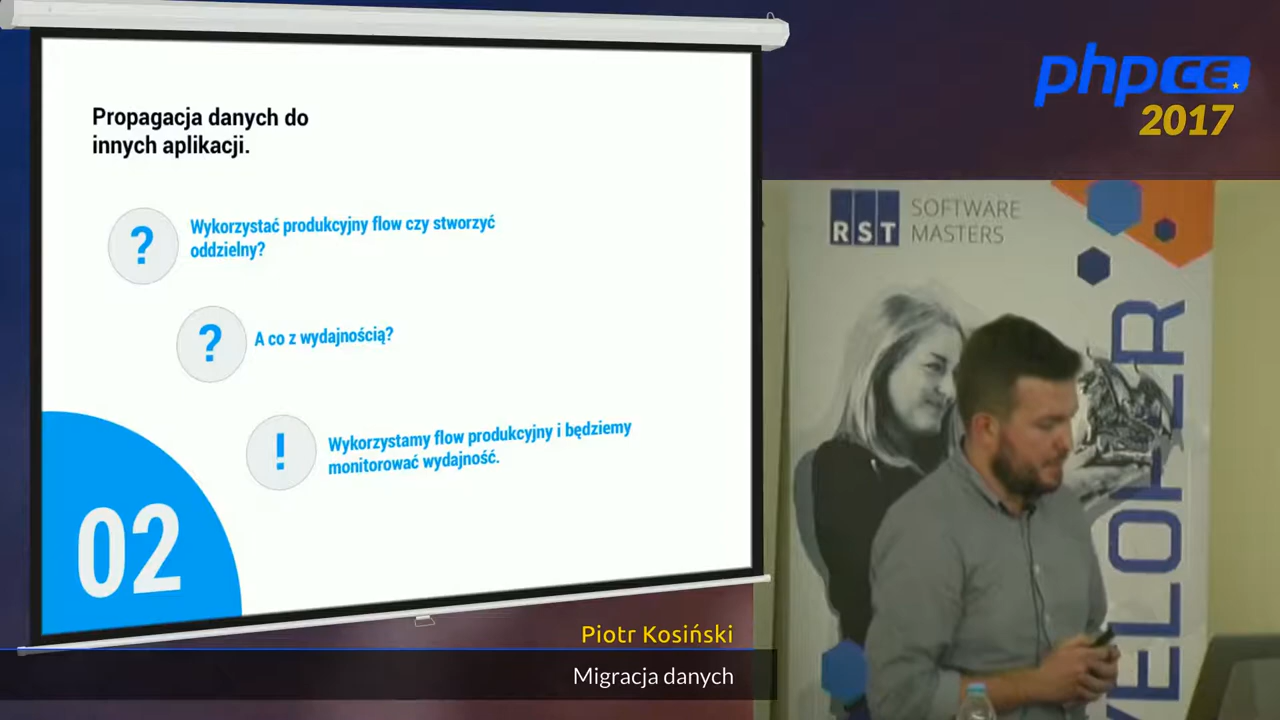 Propagacja danych do
innych aplikacji.
?
Wykorzystać produkcyjny flow czy stworzyć
oddzielny?
?
A co z wydajnością?
!
Wykorzystamy flow produkcyjny i będziemy
monitorować wydajność.
02
phpCE
2017
RST
SOFTWARE
MASTERS
VELOPER
Piotr Kosiński
Migracja danych